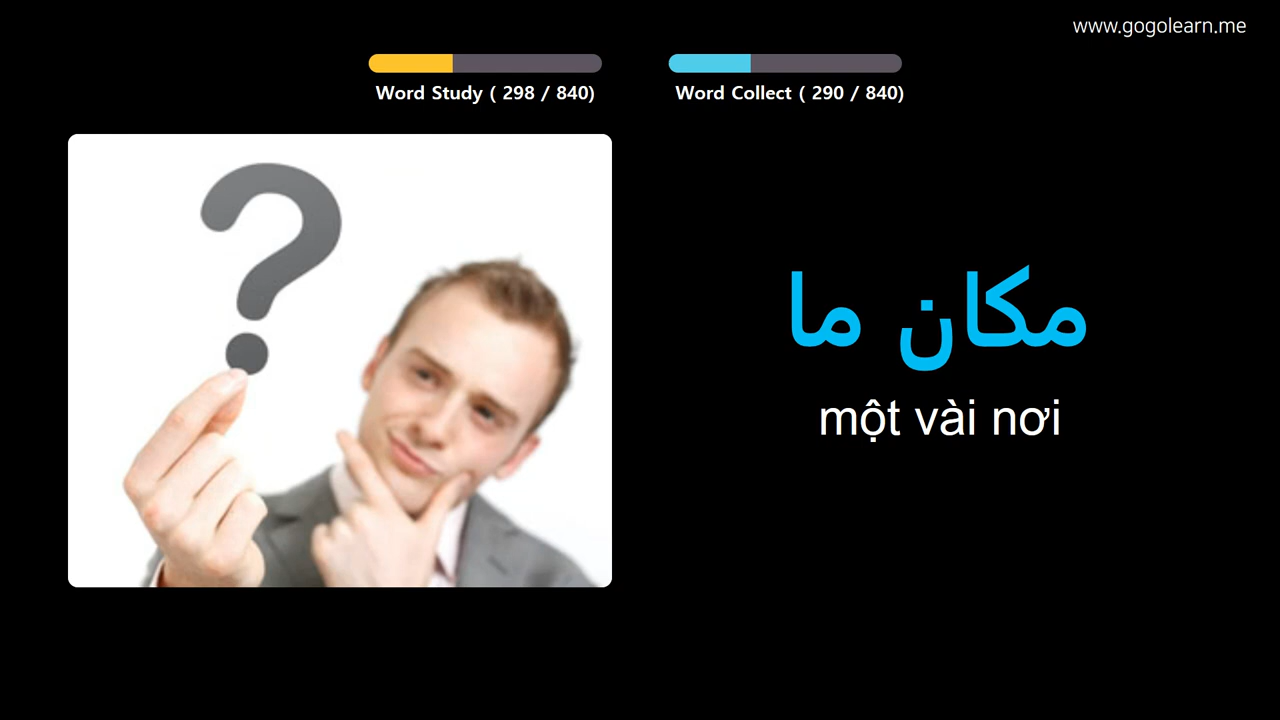 www.gogolearn.me
Word Study ( 298 / 840)
Word Collect ( 290 / 840)
مكان ما
một vài nơi